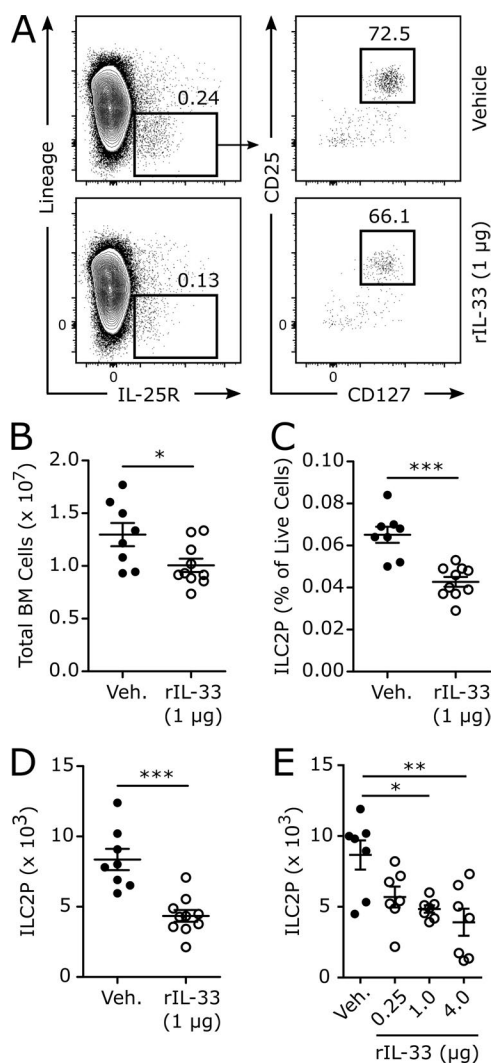 A
72.5
0.24
Lineage
CD25
Vehicle
66.1
0.13
rIL-33 (1 µg)
0
0
0
IL-25R
CD127
B
C
Total BM Cells (x 10⁷)
2.0
1.5
1.0
0.5
0.0
*
Veh.
rIL-33
(1 µg)
ILC2P (% of Live Cells)
0.10
0.08
0.06
0.04
0.02
0.00
***
Veh.
rIL-33
(1 µg)
D
E
ILC2P (x 10³)
15
10
5
0
***
Veh.
rIL-33
(1 µg)
ILC2P (x 10³)
15
10
5
0
**
*
Veh.
0.25
1.0
4.0
rIL-33 (µg)